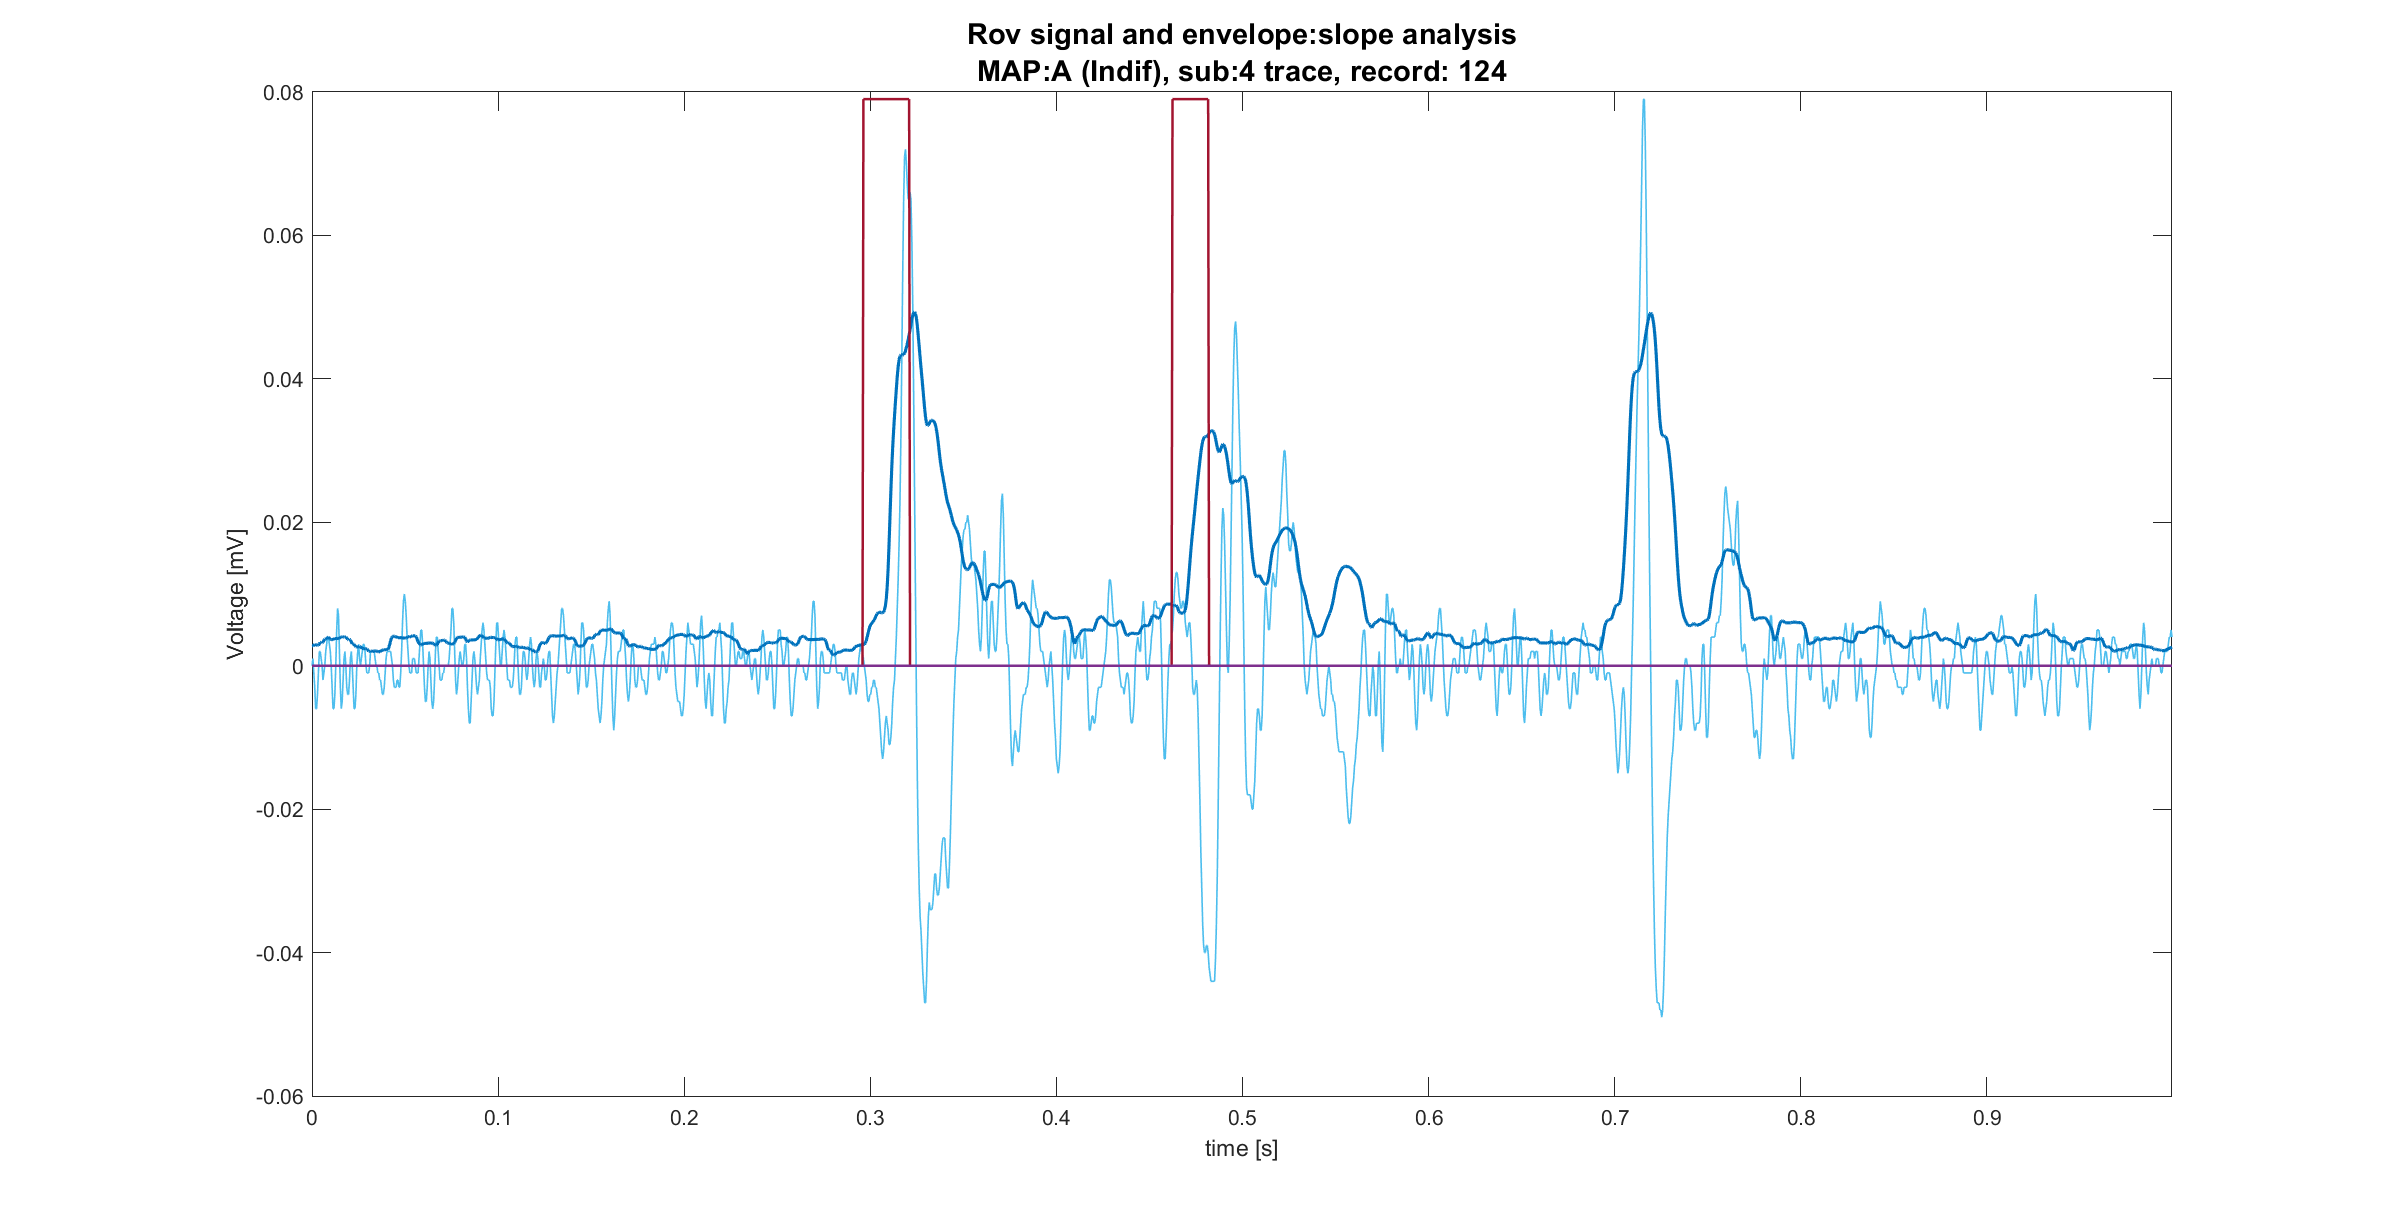 Rov signal and envelope:slope analysis
MAP:A (Indif), sub:4 trace, record: 124
0.08
0.06
0.04
0.02
0
-0.02
-0.04
-0.06
Voltage [mV]
0 0.1 0.2 0.3 0.4 0.5 0.6 0.7 0.8 0.9
time [s]